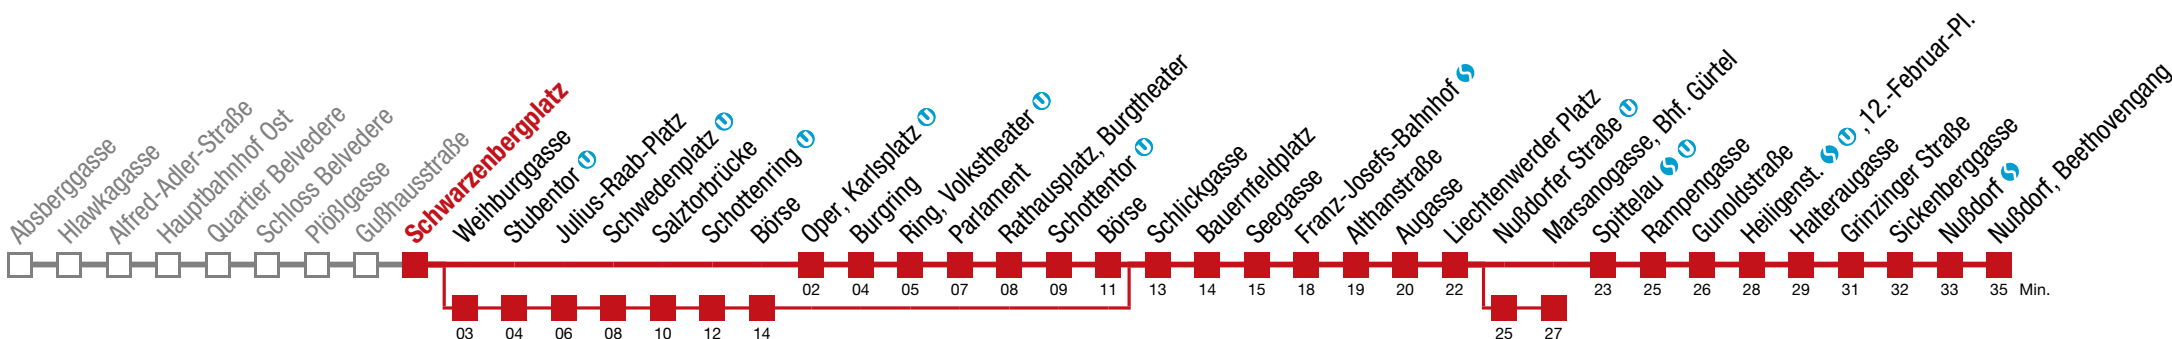 Absberggasse
Hlawkagasse
Alfred-Adler-Straße
Hauptbahnhof Ost
Quartier Belvedere
Schloss Belvedere
Plößlgasse
Gußhausstraße
Schwarzenbergplatz
Weihburggasse
Stubentor U
Julius-Raab-Platz
Schwedenplatz U
Salztorbrücke
Schottenring U
Börse
Oper, Karlsplatz U
Burgring
Ring, Volkstheater U
Parlament
Rathausplatz, Burgtheater
Schottentor U
Börse
Schlickgasse
Bauernfeldplatz
Seegasse
Franz-Josefs-Bahnhof S
Althanstraße
Augasse
Liechtenwerder Platz
Nußdorfer Straße U
Marsanogasse, Bhf. Gürtel
Spittelau S U
Rampengasse
Gunoldstraße
Heiligenst. S U , 12.-Februar-Pl.
Halteraugasse
Grinzinger Straße
Sickenberggasse
Nußdorf S
Nußdorf, Beethovengang
02 04 05 07 08 09 11 13 14 15 18 19 20 22 23 25 26 28 29 31 32 33 35 Min.
03 04 06 08 10 12 14 25 27